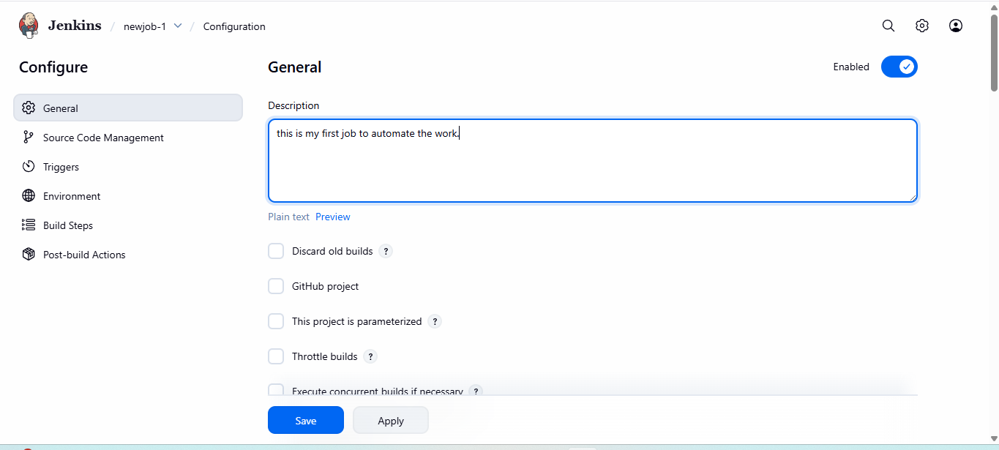 Jenkins / newjob-1 / Configuration
Configure
General
Source Code Management
Triggers
Environment
Build Steps
Post-build Actions
General
Enabled
Description
this is my first job to automate the work.
Plain text Preview
Discard old builds ?
GitHub project
This project is parameterized ?
Throttle builds ?
Execute concurrent builds if necessary ?
Save Apply